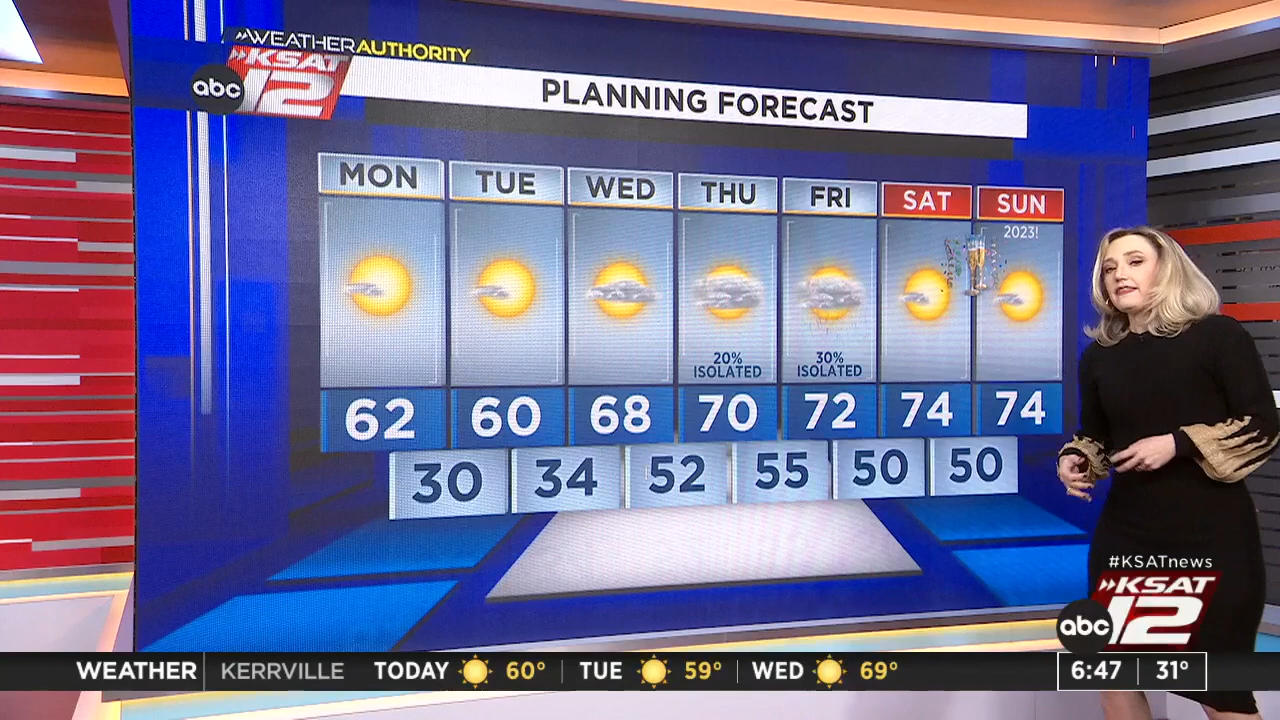 WEATHERAUTHORITY
KSAT
abc 12
PLANNING FORECAST
MON TUE WED THU FRI SAT SUN
2023!
20% 30%
ISOLATED ISOLATED
62 60 68 70 72 74 74
30 34 52 55 50 50
#KSATnews
KSAT
abc 12
WEATHER KERRVILLE TODAY 60° TUE 59° WED 69° 6:47 31°